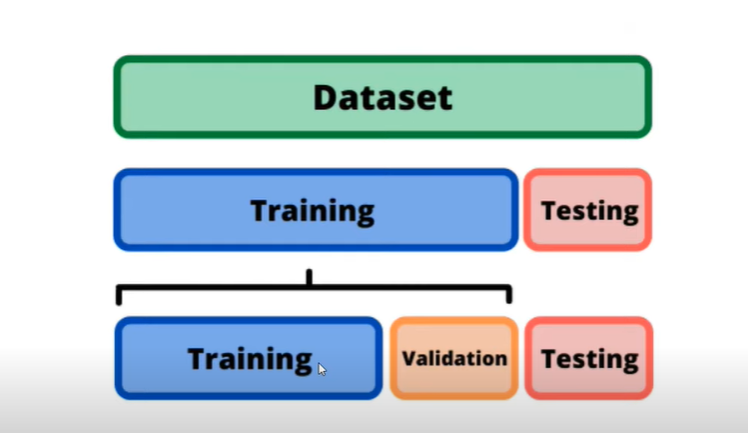 Dataset
Training Testing
Training Validation Testing